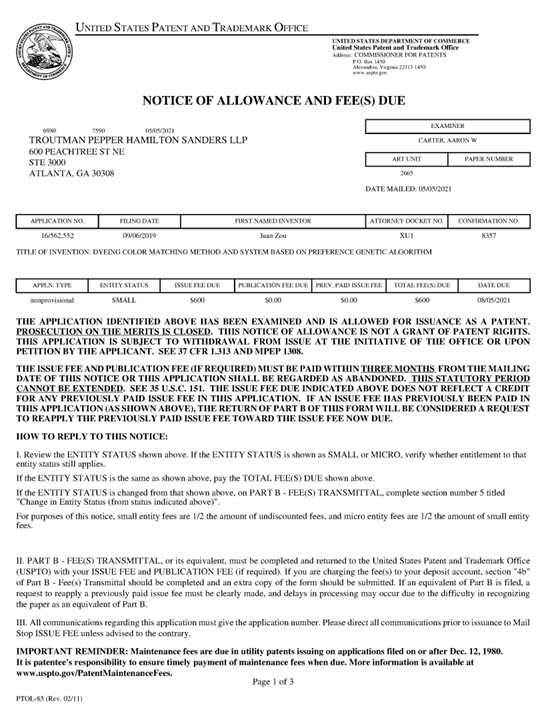 UNITED STATES PATENT AND TRADEMARK OFFICE
UNITED STATES DEPARTMENT OF COMMERCE
United States Patent and Trademark Office
Address: COMMISSIONER FOR PATENTS
P.O. Box 1450
Alexandria, Virginia 22313-1450
www.uspto.gov
NOTICE OF ALLOWANCE AND FEE(S) DUE
6980 7590 05/05/2021
TROUTMAN PEPPER HAMILTON SANDERS LLP
600 PEACHTREE ST NE
STE 3000
ATLANTA, GA 30308
EXAMINER
CARTER, AARON W
ART UNIT PAPER NUMBER
2665
DATE MAILED: 05/05/2021
APPLICATION NO. FILING DATE FIRST NAMED INVENTOR ATTORNEY DOCKET NO. CONFIRMATION NO.
16/562,552 09/06/2019 Juan Zou XU1 8357
TITLE OF INVENTION: DYEING COLOR MATCHING METHOD AND SYSTEM BASED ON PREFERENCE GENETIC ALGORITHM
APPLN. TYPE ENTITY STATUS ISSUE FEE DUE PUBLICATION FEE DUE PREV. PAID ISSUE FEE TOTAL FEE(S) DUE DATE DUE
nonprovisional SMALL $600 $0.00 $0.00 $600 08/05/2021
THE APPLICATION IDENTIFIED ABOVE HAS BEEN EXAMINED AND IS ALLOWED FOR ISSUANCE AS A PATENT.
PROSECUTION ON THE MERITS IS CLOSED. THIS NOTICE OF ALLOWANCE IS NOT A GRANT OF PATENT RIGHTS.
THIS APPLICATION IS SUBJECT TO WITHDRAWAL FROM ISSUE AT THE INITIATIVE OF THE OFFICE OR UPON
PETITION BY THE APPLICANT. SEE 37 CFR 1.313 AND MPEP 1308.
THE ISSUE FEE AND PUBLICATION FEE (IF REQUIRED) MUST BE PAID WITHIN THREE MONTHS FROM THE MAILING
DATE OF THIS NOTICE OR THIS APPLICATION SHALL BE REGARDED AS ABANDONED. THIS STATUTORY PERIOD
CANNOT BE EXTENDED. SEE 35 U.S.C. 151. THE ISSUE FEE DUE INDICATED ABOVE DOES NOT REFLECT A CREDIT
FOR ANY PREVIOUSLY PAID ISSUE FEE IN THIS APPLICATION. IF AN ISSUE FEE HAS PREVIOUSLY BEEN PAID IN
THIS APPLICATION (AS SHOWN ABOVE), THE RETURN OF PART B OF THIS FORM WILL BE CONSIDERED A REQUEST
TO REAPPLY THE PREVIOUSLY PAID ISSUE FEE TOWARD THE ISSUE FEE NOW DUE.
HOW TO REPLY TO THIS NOTICE:
I. Review the ENTITY STATUS shown above. If the ENTITY STATUS is shown as SMALL or MICRO, verify whether entitlement to that
entity status still applies.
If the ENTITY STATUS is the same as shown above, pay the TOTAL FEE(S) DUE shown above.
If the ENTITY STATUS is changed from that shown above, on PART B - FEE(S) TRANSMITTAL, complete section number 5 titled
"Change in Entity Status (from status indicated above)".
For purposes of this notice, small entity fees are 1/2 the amount of undiscounted fees, and micro entity fees are 1/2 the amount of small entity
fees.
II. PART B - FEE(S) TRANSMITTAL, or its equivalent, must be completed and returned to the United States Patent and Trademark Office
(USPTO) with your ISSUE FEE and PUBLICATION FEE (if required). If you are charging the fee(s) to your deposit account, section "4b"
of Part B - Fee(s) Transmittal should be completed and an extra copy of the form should be submitted. If an equivalent of Part B is filed, a
request to reapply a previously paid issue fee must be clearly made, and delays in processing may occur due to the difficulty in recognizing
the paper as an equivalent of Part B.
III. All communications regarding this application must give the application number. Please direct all communications prior to issuance to Mail
Stop ISSUE FEE unless advised to the contrary.
IMPORTANT REMINDER: Maintenance fees are due in utility patents issuing on applications filed on or after Dec. 12, 1980.
It is patentee's responsibility to ensure timely payment of maintenance fees when due. More information is available at
www.uspto.gov/PatentMaintenanceFees.
Page 1 of 3
PTOL-85 (Rev. 02/11)